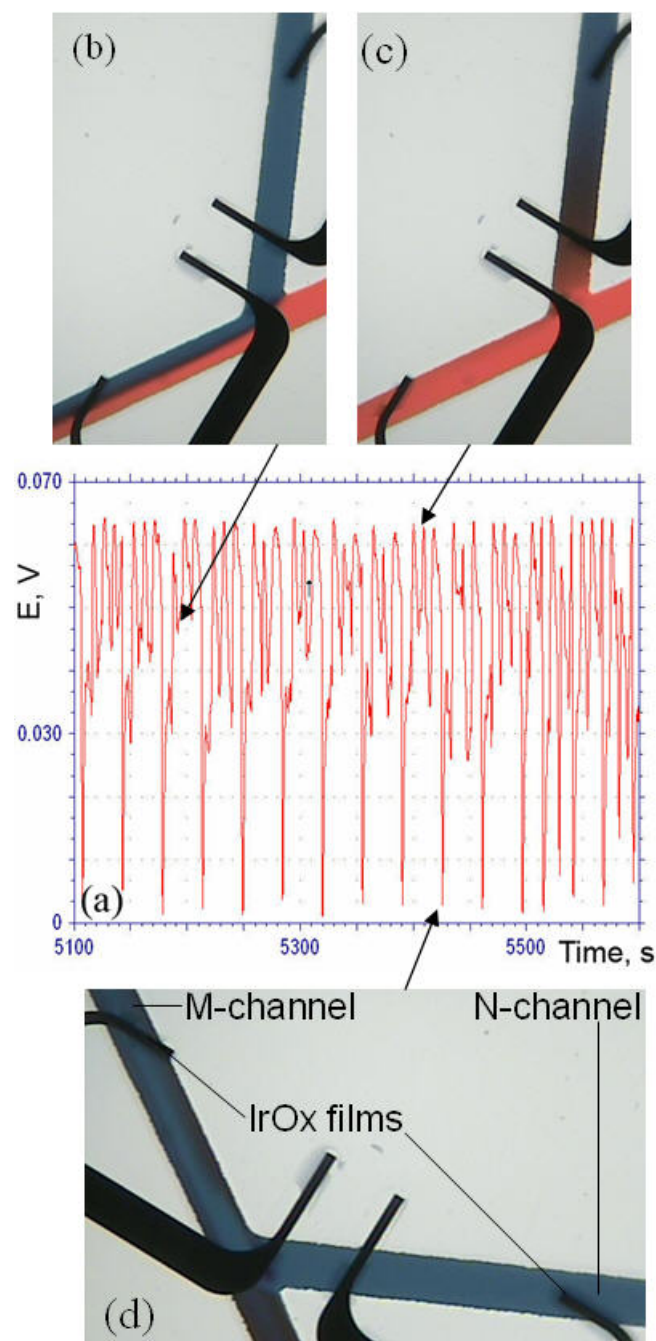 (b)
(c)
0.070
E, V
0.030
(a)
0
5100
5300
5500
Time, s
M-channel
N-channel
IrOx films
(d)